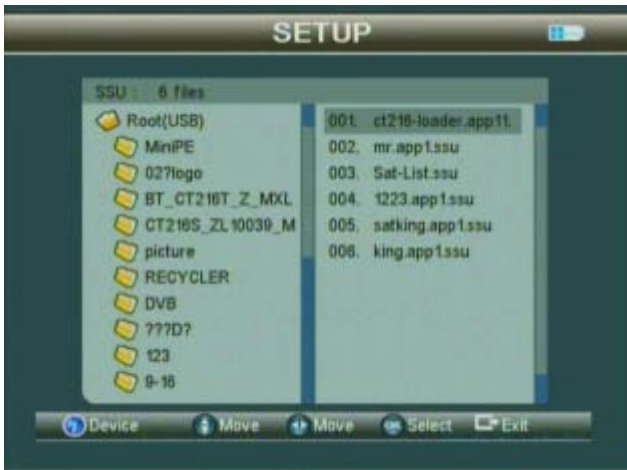 SETUP
SSU : 6 files
Root(USB)
MiniPE
02?logo
BT_CT216T_Z_MXL
CT216S_ZL10039_M
picture
RECYCLER
DVB
???D?
123
9-16
001. ct216-loader.app11.
002. mr.app1.ssu
003. Sat-List.ssu
004. 1223.app1.ssu
005. satking.app1.ssu
006. king.app1.ssu
Device Move Move OK Select Exit